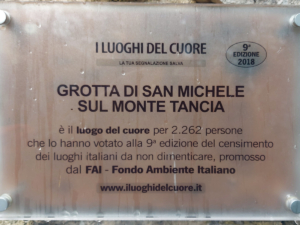 I LUOGHI DEL CUORE
LA TUA SEGNALAZIONE SALVA
9ª
EDIZIONE
2018
GROTTA DI SAN MICHELE
SUL MONTE TANCIA
è il luogo del cuore per 2.262 persone
che lo hanno votato alla 9ª edizione del censimento
dei luoghi italiani da non dimenticare, promosso
dal FAI - Fondo Ambiente Italiano
www.iluoghidelcuore.it